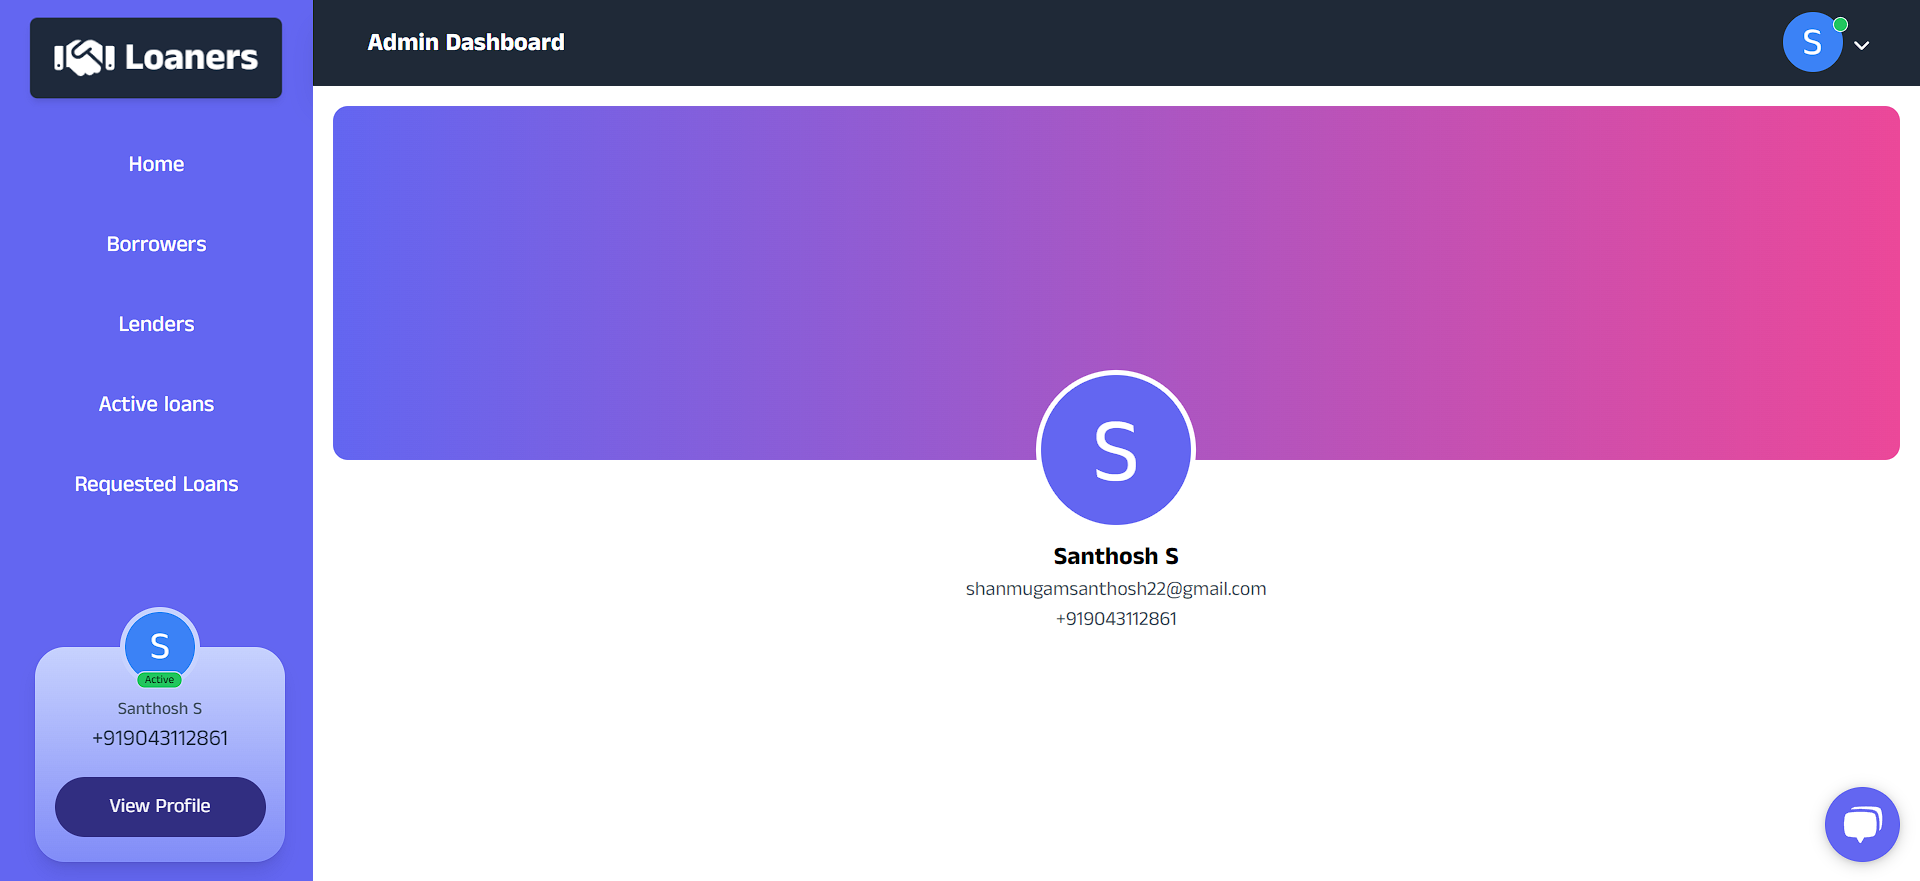 Loaners
Admin Dashboard
S
Home
Borrowers
Lenders
Active loans
Requested Loans
S
Active
Santhosh S
+919043112861
View Profile
S
Santhosh S
shanmugamsanthosh22@gmail.com
+919043112861